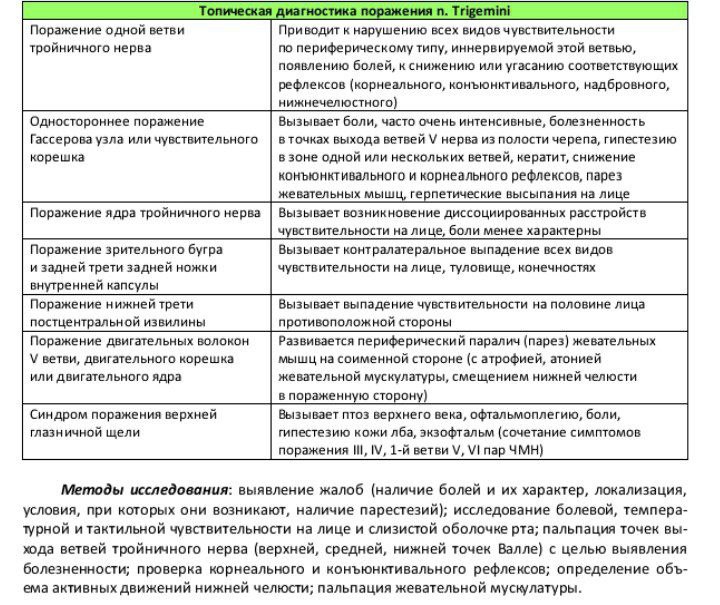 Топическая диагностика поражения n. Trigemini
Поражение одной ветви
тройничного нерва
Приводит к нарушению всех видов чувствительности
по периферическому типу, иннервируемой этой ветвью,
появлению болей, к снижению или угасанию соответствующих
рефлексов (корнеального, конъюнктивального, надбровного,
нижнечелюстного)
Одностороннее поражение
Гассерова узла или чувствительного
корешка
Вызывает боли, часто очень интенсивные, болезненность
в точках выхода ветвей V нерва из полости черепа, гипестезию
в зоне одной или нескольких ветвей, кератит, снижение
конъюнктивального и корнеального рефлексов, парез
жевательных мышц, герпетические высыпания на лице
Поражение ядра тройничного нерва
Вызывает возникновение диссоциированных расстройств
чувствительности на лице, боли менее характерны
Поражение зрительного бугра
и задней трети задней ножки
внутренней капсулы
Вызывает контралатеральное выпадение всех видов
чувствительности на лице, туловище, конечностях
Поражение нижней трети
постцентральной извилины
Вызывает выпадение чувствительности на половине лица
противоположной стороны
Поражение двигательных волокон
V ветви, двигательного корешка
или двигательного ядра
Развивается периферический паралич (парез) жевательных
мышц на соименной стороне (с атрофией, атонией
жевательной мускулатуры, смещением нижней челюсти
в пораженную сторону)
Синдром поражения верхней
глазничной щели
Вызывает птоз верхнего века, офтальмоплегию, боли,
гипестезию кожи лба, экзофтальм (сочетание симптомов
поражения III, IV, 1-й ветви V, VI пар ЧМН)
Методы исследования: выявление жалоб (наличие болей и их характер, локализация,
условия, при которых они возникают, наличие парестезий); исследование болевой, темпера-
турной и тактильной чувствительности на лице и слизистой оболочке рта; пальпация точек вы-
хода ветвей тройничного нерва (верхней, средней, нижней точек Валле) с целью выявления
болезненности; проверка корнеального и конъюнктивального рефлексов; определение объ-
ема активных движений нижней челюсти; пальпация жевательной мускулатуры.